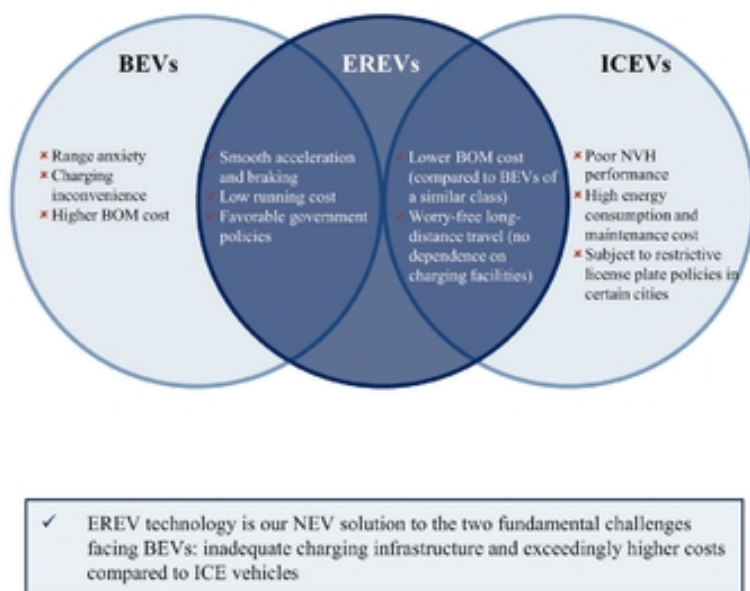 BEVs
EREVs
ICEVs
× Range anxiety
× Charging
inconvenience
× Higher BOM cost
✓ Smooth acceleration
and braking
✓ Low running cost
✓ Favorable government
policies
✓ Lower BOM cost
(compared to BEVs of
a similar class)
✓ Worry-free long-
distance travel (no
dependence on
charging facilities)
× Poor NVH
performance
× High energy
consumption and
maintenance cost
× Subject to restrictive
license plate policies in
certain cities
✓ EREV technology is our NEV solution to the two fundamental challenges
facing BEVs: inadequate charging infrastructure and exceedingly higher costs
compared to ICE vehicles